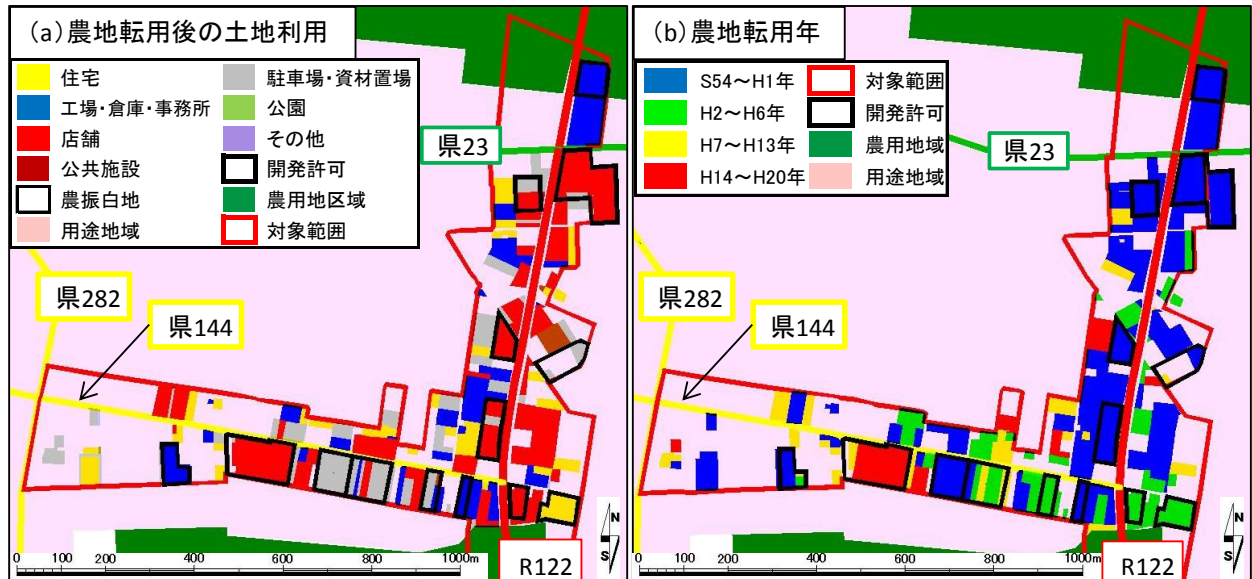 (a)農地転用後の土地利用
住宅
駐車場・資材置場
工場・倉庫・事務所
公園
店舗
その他
公共施設
開発許可
農振白地
農用地区域
用途地域
対象範囲
県23
県282
県144
N
S
0 100 200 400 600 800 1000m
R122
(b)農地転用年
S54～H1年
対象範囲
H2～H6年
開発許可
H7～H13年
農用地域
H14～H20年
用途地域
県23
県282
県144
N
S
0 100 200 400 600 800 1000m
R122